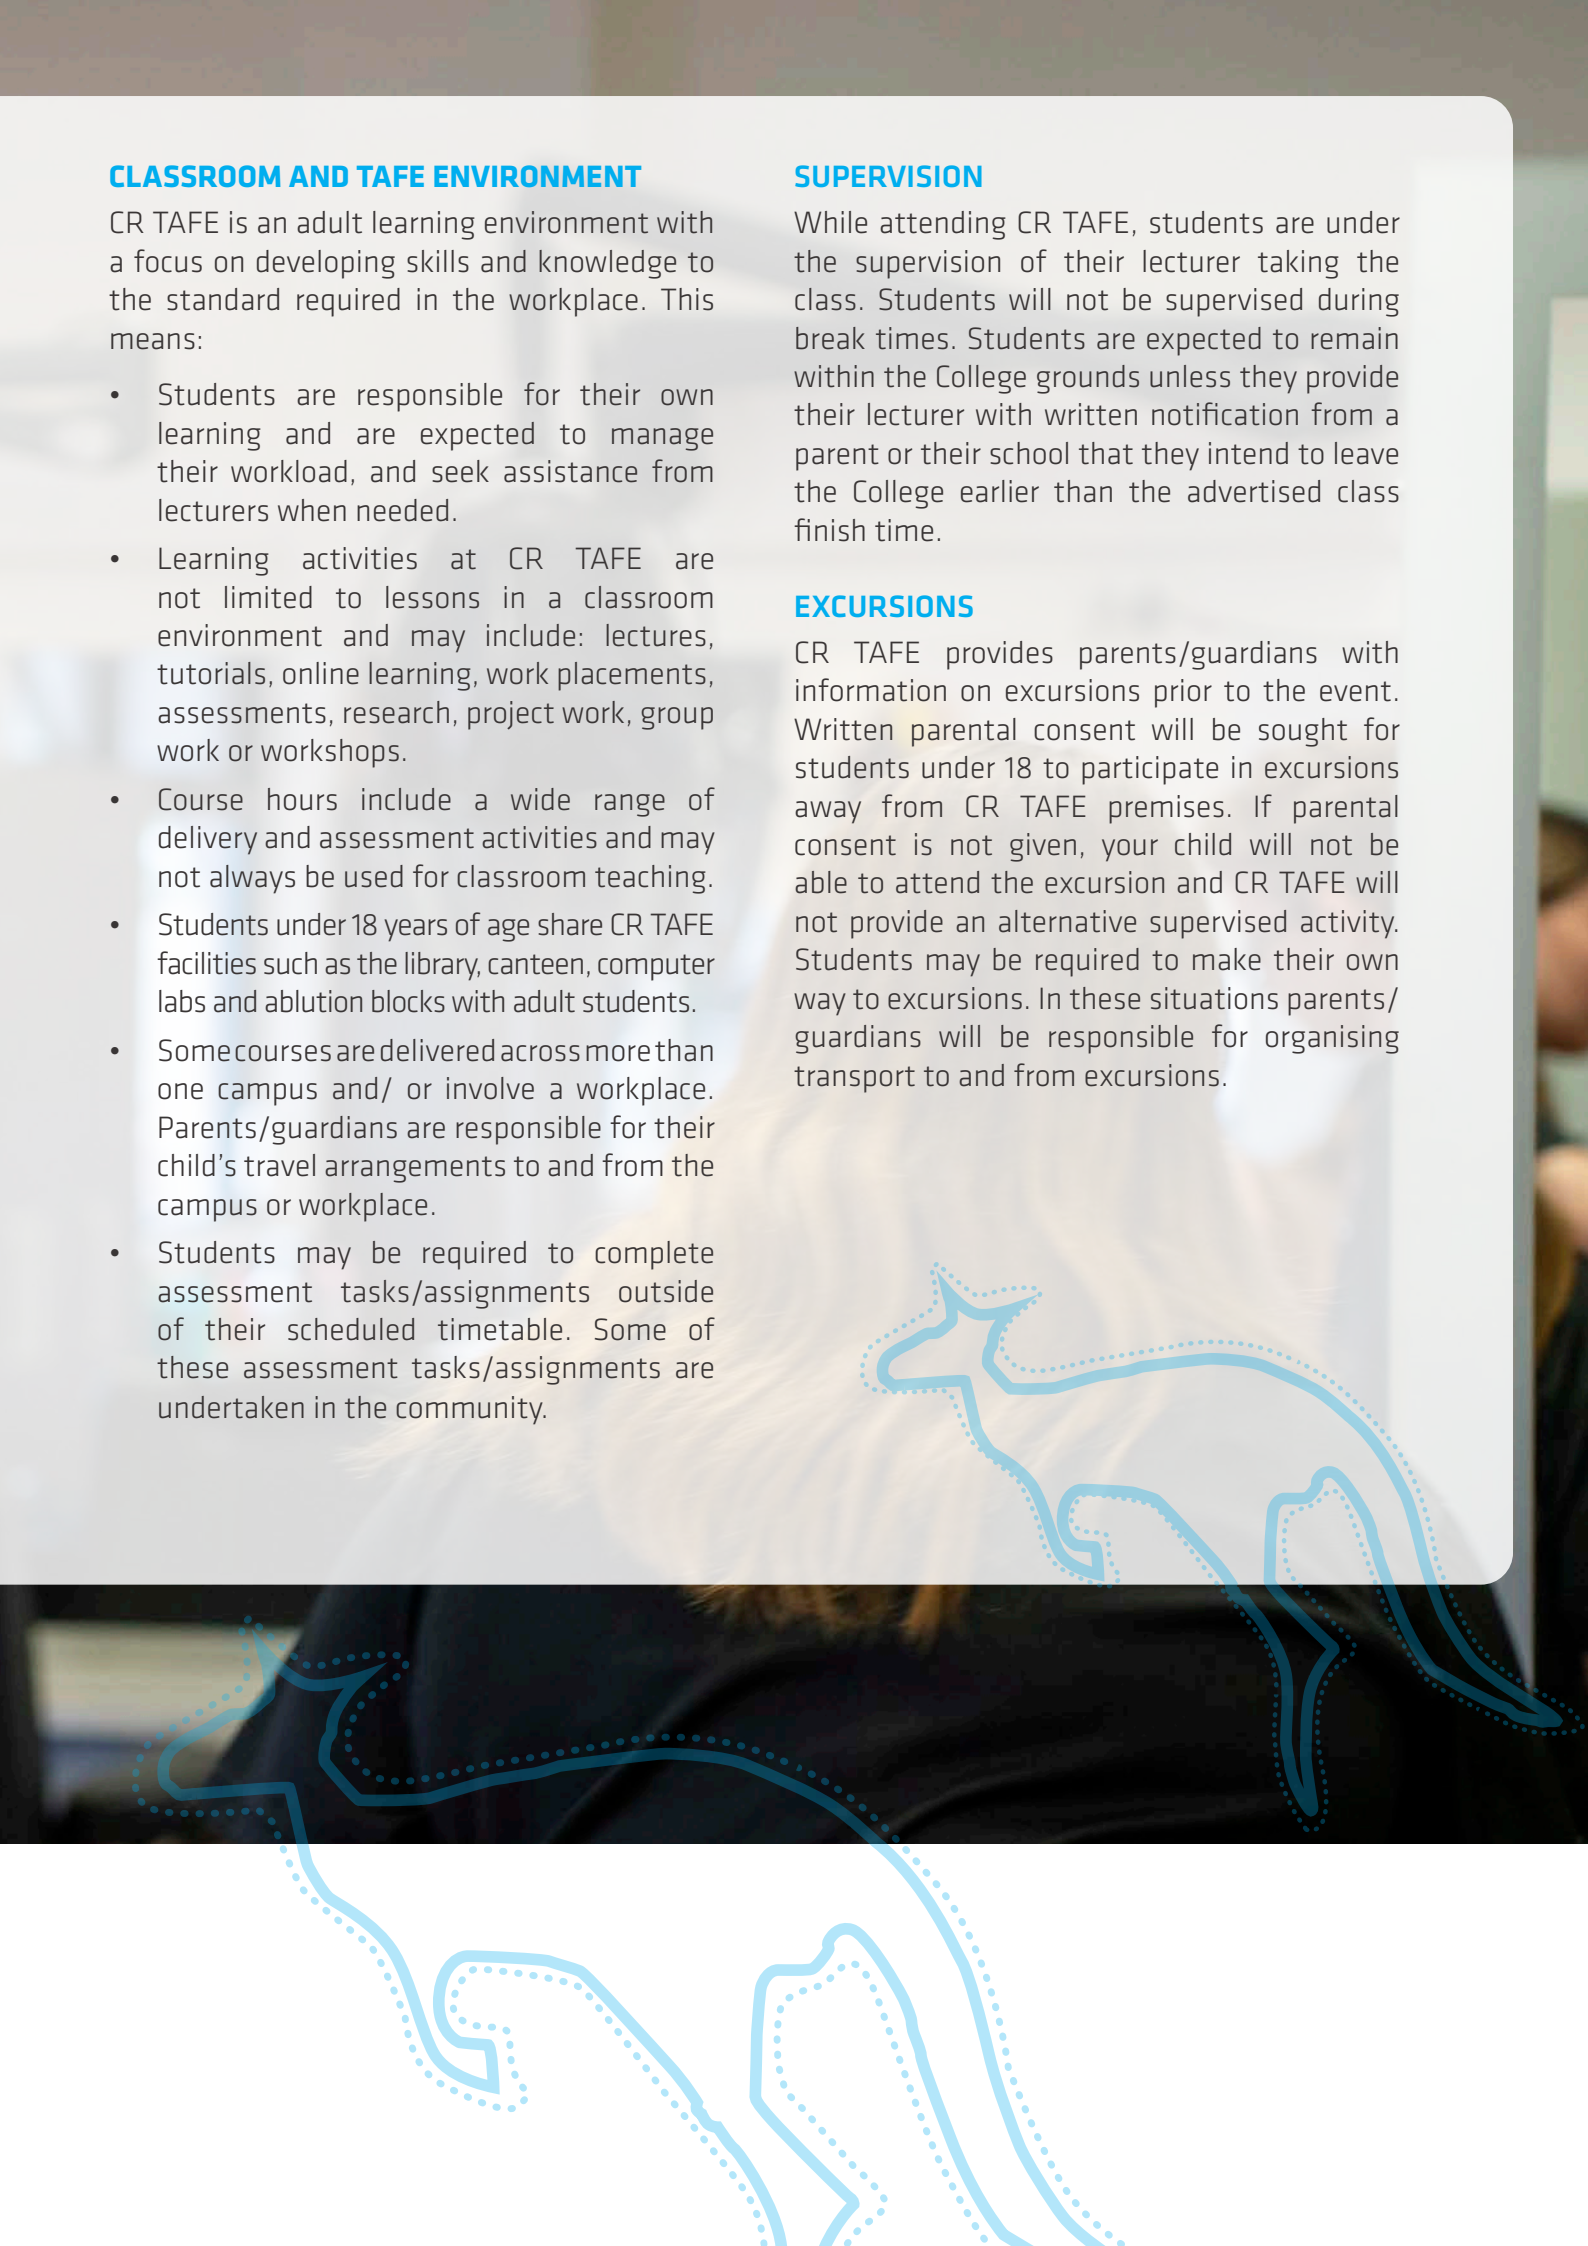 CLASSROOM AND TAFE ENVIRONMENT
CR TAFE is an adult learning environment with
a focus on developing skills and knowledge to
the standard required in the workplace. This
means:
• Students are responsible for their own
learning and are expected to manage
their workload, and seek assistance from
lecturers when needed.
• Learning activities at CR TAFE are
not limited to lessons in a classroom
environment and may include: lectures,
tutorials, online learning, work placements,
assessments, research, project work, group
work or workshops.
• Course hours include a wide range of
delivery and assessment activities and may
not always be used for classroom teaching.
• Students under 18 years of age share CR TAFE
facilities such as the library, canteen, computer
labs and ablution blocks with adult students.
• Some courses are delivered across more than
one campus and/ or involve a workplace.
Parents/guardians are responsible for their
child’s travel arrangements to and from the
campus or workplace.
• Students may be required to complete
assessment tasks/assignments outside
of their scheduled timetable. Some of
these assessment tasks/assignments are
undertaken in the community.
SUPERVISION
While attending CR TAFE, students are under
the supervision of their lecturer taking the
class. Students will not be supervised during
break times. Students are expected to remain
within the College grounds unless they provide
their lecturer with written notification from a
parent or their school that they intend to leave
the College earlier than the advertised class
finish time.
EXCURSIONS
CR TAFE provides parents/guardians with
information on excursions prior to the event.
Written parental consent will be sought for
students under 18 to participate in excursions
away from CR TAFE premises. If parental
consent is not given, your child will not be
able to attend the excursion and CR TAFE will
not provide an alternative supervised activity.
Students may be required to make their own
way to excursions. In these situations parents/
guardians will be responsible for organising
transport to and from excursions.